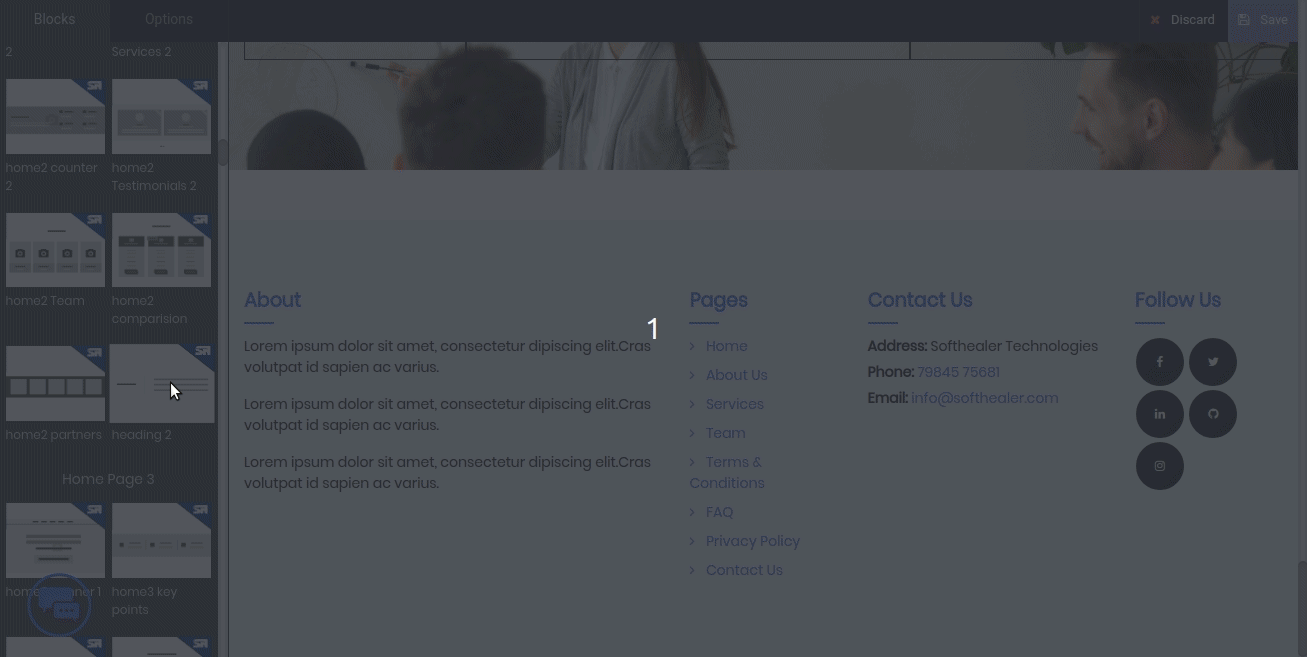 Blocks
Options
Discard
Save
2
Services 2
home2 counter
2
home2
Testimonials 2
home2 Team
home2
comparision
home2 partners
heading 2
Home Page 3
home3 key
points
1
About
Lorem ipsum dolor sit amet, consectetur dipiscing elit.Cras
volutpat id sapien ac varius.
Lorem ipsum dolor sit amet, consectetur dipiscing elit.Cras
volutpat id sapien ac varius.
Lorem ipsum dolor sit amet, consectetur dipiscing elit.Cras
volutpat id sapien ac varius.
Pages
Home
About Us
Services
Team
Terms &
Conditions
FAQ
Privacy Policy
Contact Us
Contact Us
Address: Softhealer Technologies
Phone: 79845 75681
Email: info@softhealer.com
Follow Us